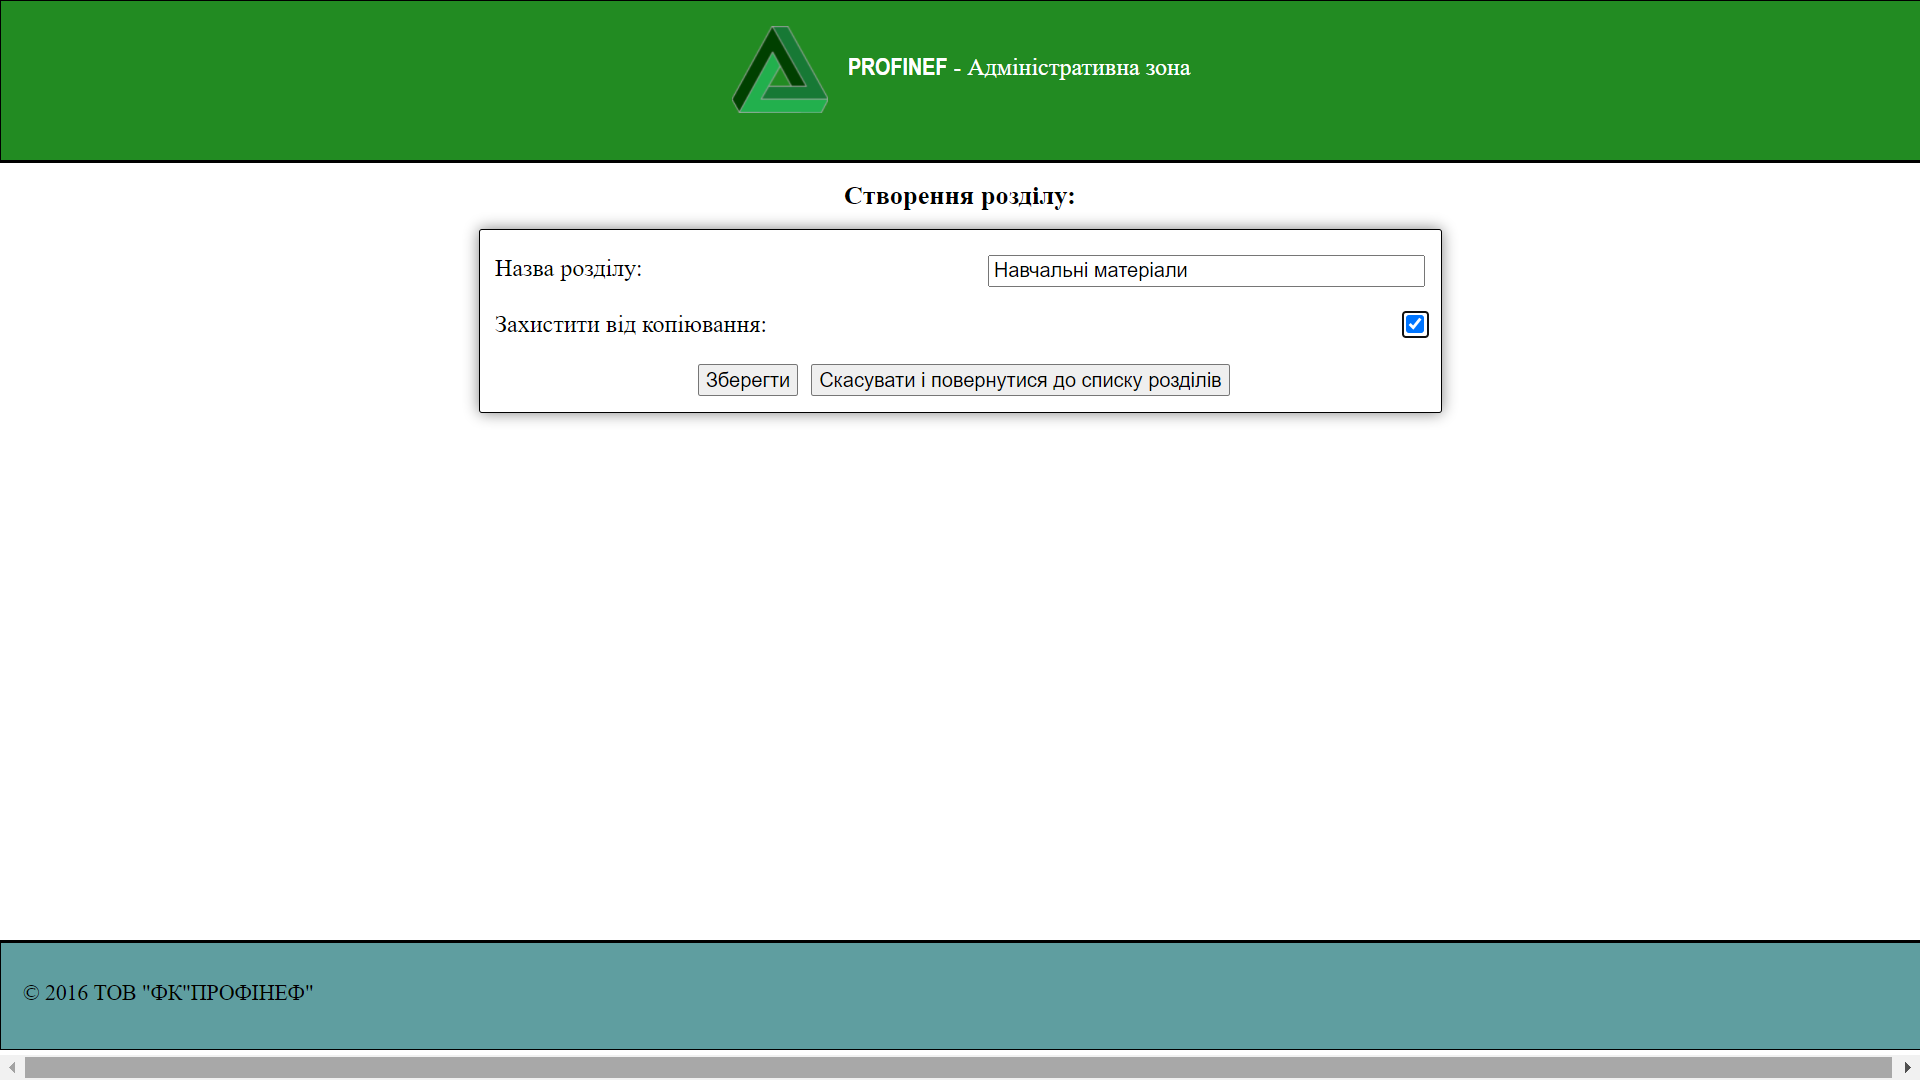 PROFINEF - Адміністративна зона
Створення розділу:
Назва розділу: Навчальні матеріали
Захистити від копіювання:
Зберегти Скасувати і повернутися до списку розділів
© 2016 ТОВ "ФК"ПРОФІНЕФ"